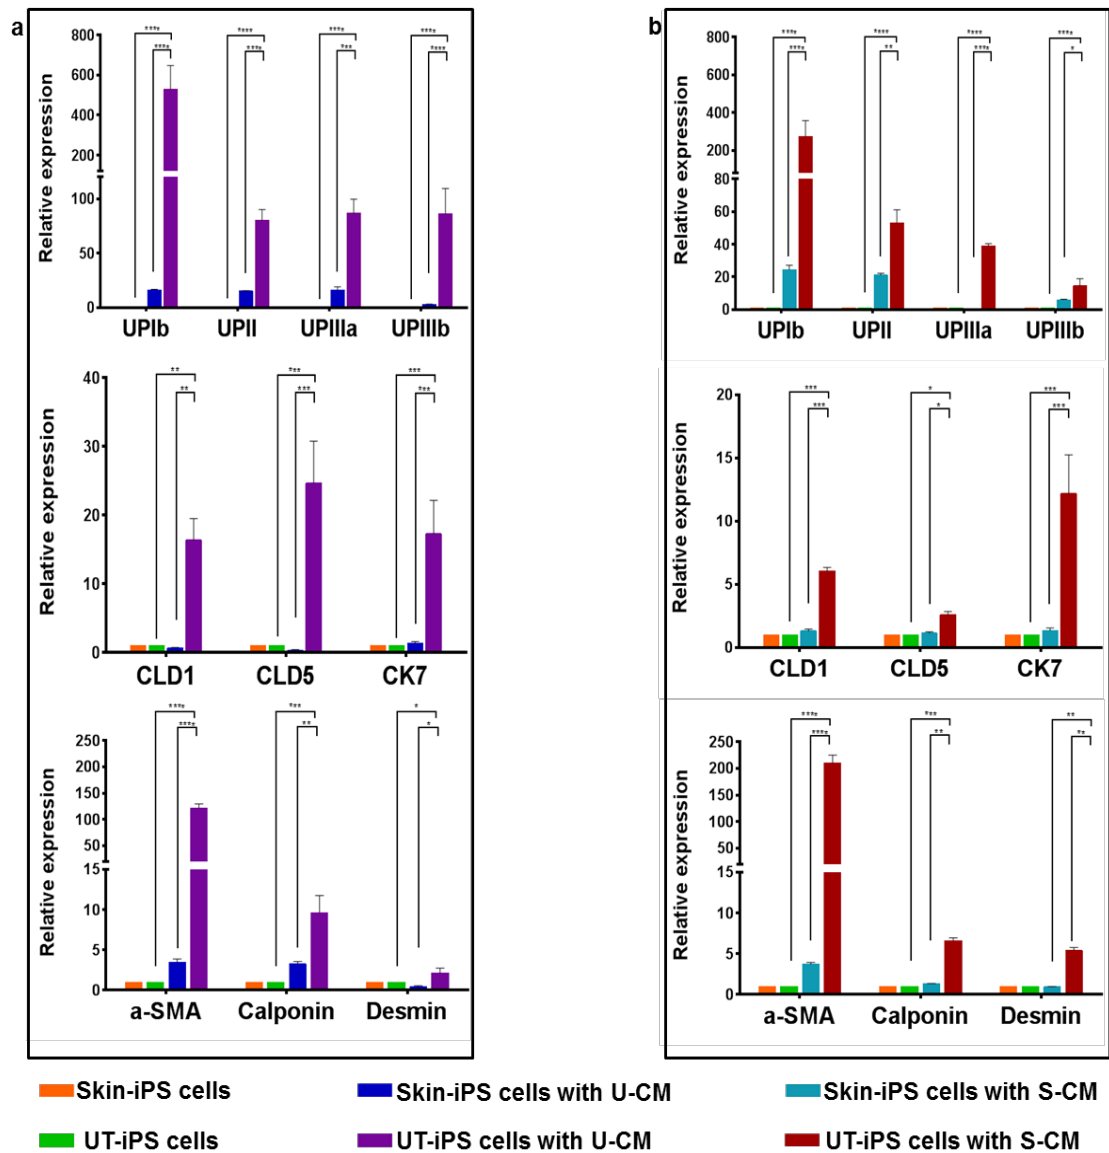 a
800
600
400
200
100
50
0
Relative expression
**** **** **** ****
**** **** *** ****
UPIb UPII UPIIIa UPIIIb
40
30
20
10
0
Relative expression
** *** ***
** *** ***
CLD1 CLD5 CK7
250
200
150
100
50
15
10
5
0
Relative expression
**** *** *
**** ** *
a-SMA Calponin Desmin
b
800
600
400
200
80
60
40
20
0
Relative expression
**** **** **** ****
**** ** **** *
UPIb UPII UPIIIa UPIIIb
20
15
10
5
0
Relative expression
*** * ***
*** * ***
CLD1 CLD5 CK7
250
200
150
100
50
15
10
5
0
Relative expression
**** *** **
**** ** **
a-SMA Calponin Desmin
Skin-iPS cells
Skin-iPS cells with U-CM
Skin-iPS cells with S-CM
UT-iPS cells
UT-iPS cells with U-CM
UT-iPS cells with S-CM